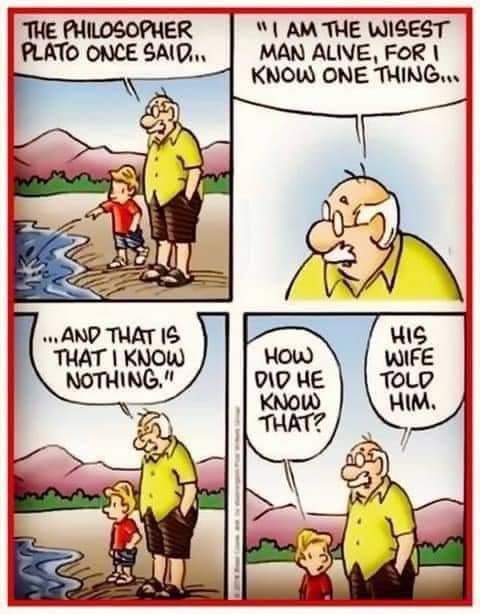 THE PHILOSOPHER
PLATO ONCE SAID...
"I AM THE WISEST
MAN ALIVE, FOR I
KNOW ONE THING...
...AND THAT IS
THAT I KNOW
NOTHING."
HOW
DID HE
KNOW
THAT?
HIS
WIFE
TOLD
HIM.